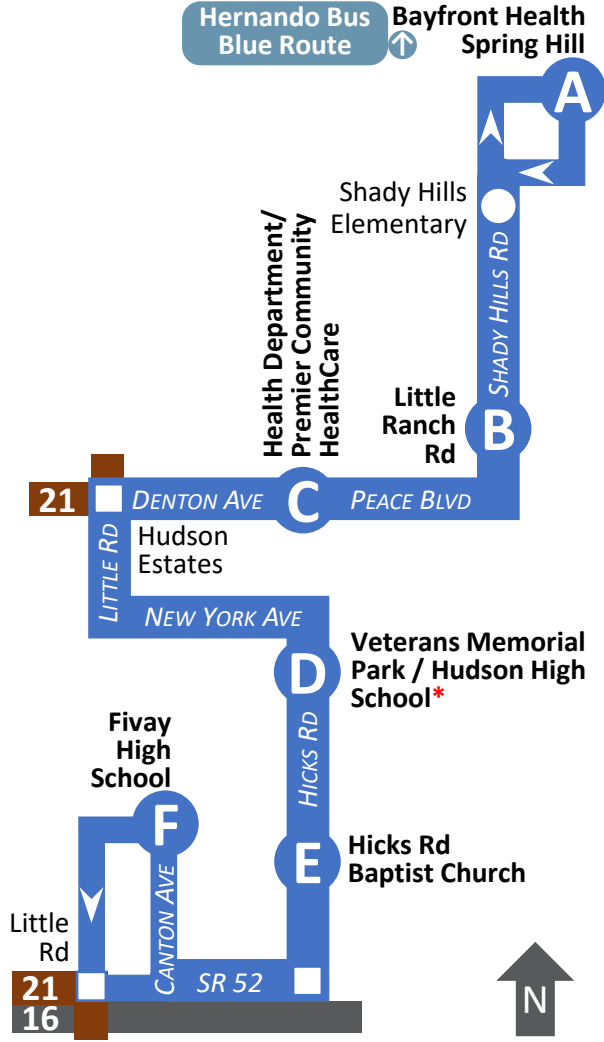 Hernando Bus
Blue Route
Bayfront Health
Spring Hill
A
Shady Hills
Elementary
SHADY HILLS RD
Health Department/
Premier Community
HealthCare
Little
Ranch
Rd
B
21
DENTON AVE
C
PEACE BLVD
LITTLE RD
Hudson
Estates
NEW YORK AVE
D
Veterans Memorial
Park / Hudson High
School*
HICKS RD
Fivay
High
School
F
E
Hicks Rd
Baptist Church
CANTON AVE
Little
Rd
21
SR 52
16
N